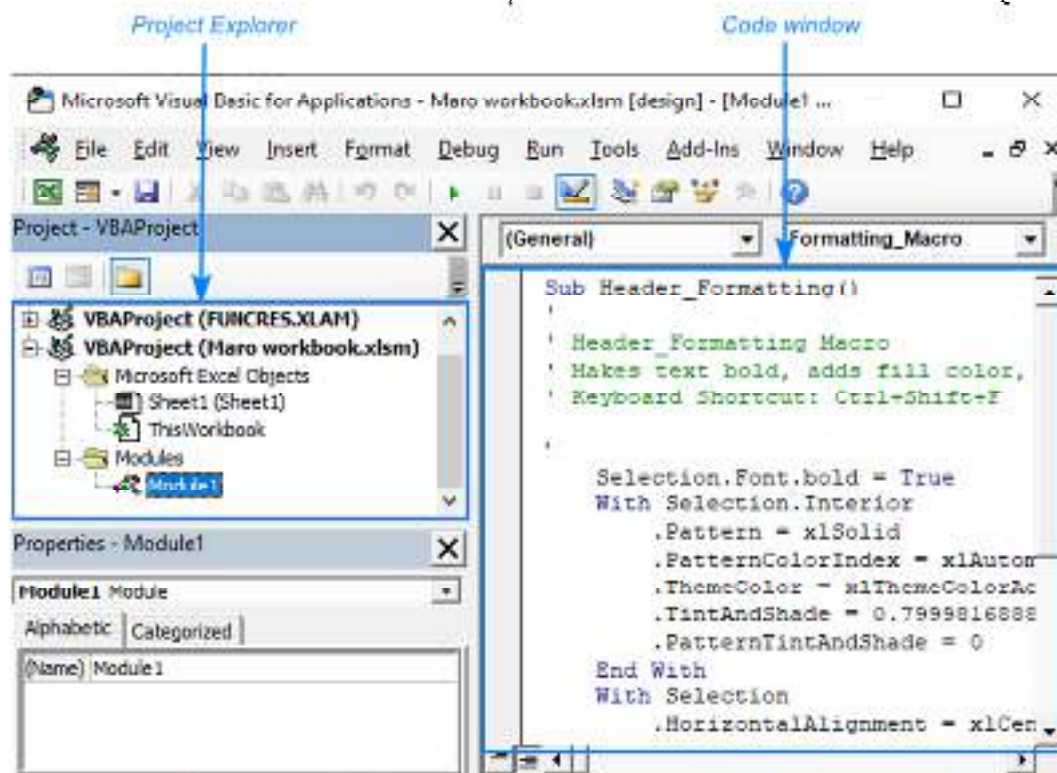 Project Explorer
Code window
Microsoft Visual Basic for Applications - Maro workbook.xlsm [design] - [Module1 ...
File Edit View Insert Format Debug Run Tools Add-Ins Window Help
Project - VBAProject
VBAProject (FUNCRES.XLAM)
VBAProject (Maro workbook.xlsm)
Microsoft Excel Objects
Sheet1 (Sheet1)
ThisWorkbook
Modules
Module1
Properties - Module1
Module1 Module
Alphabetic Categorized
(Name) Module1
(General) Formatting_Macro
Sub Header_Formatting()
'
' Header_Formatting Macro
' Makes text bold, adds fill color,
' Keyboard Shortcut: Ctrl+Shift+F
'
Selection.Font.bold = True
With Selection.Interior
.Pattern = xlSolid
.PatternColorIndex = xlAutom
.ThemeColor = xlThemeColorAc
.TintAndShade = 0.7999816888
.PatternTintAndShade = 0
End With
With Selection
.HorizontalAlignment = xlCen